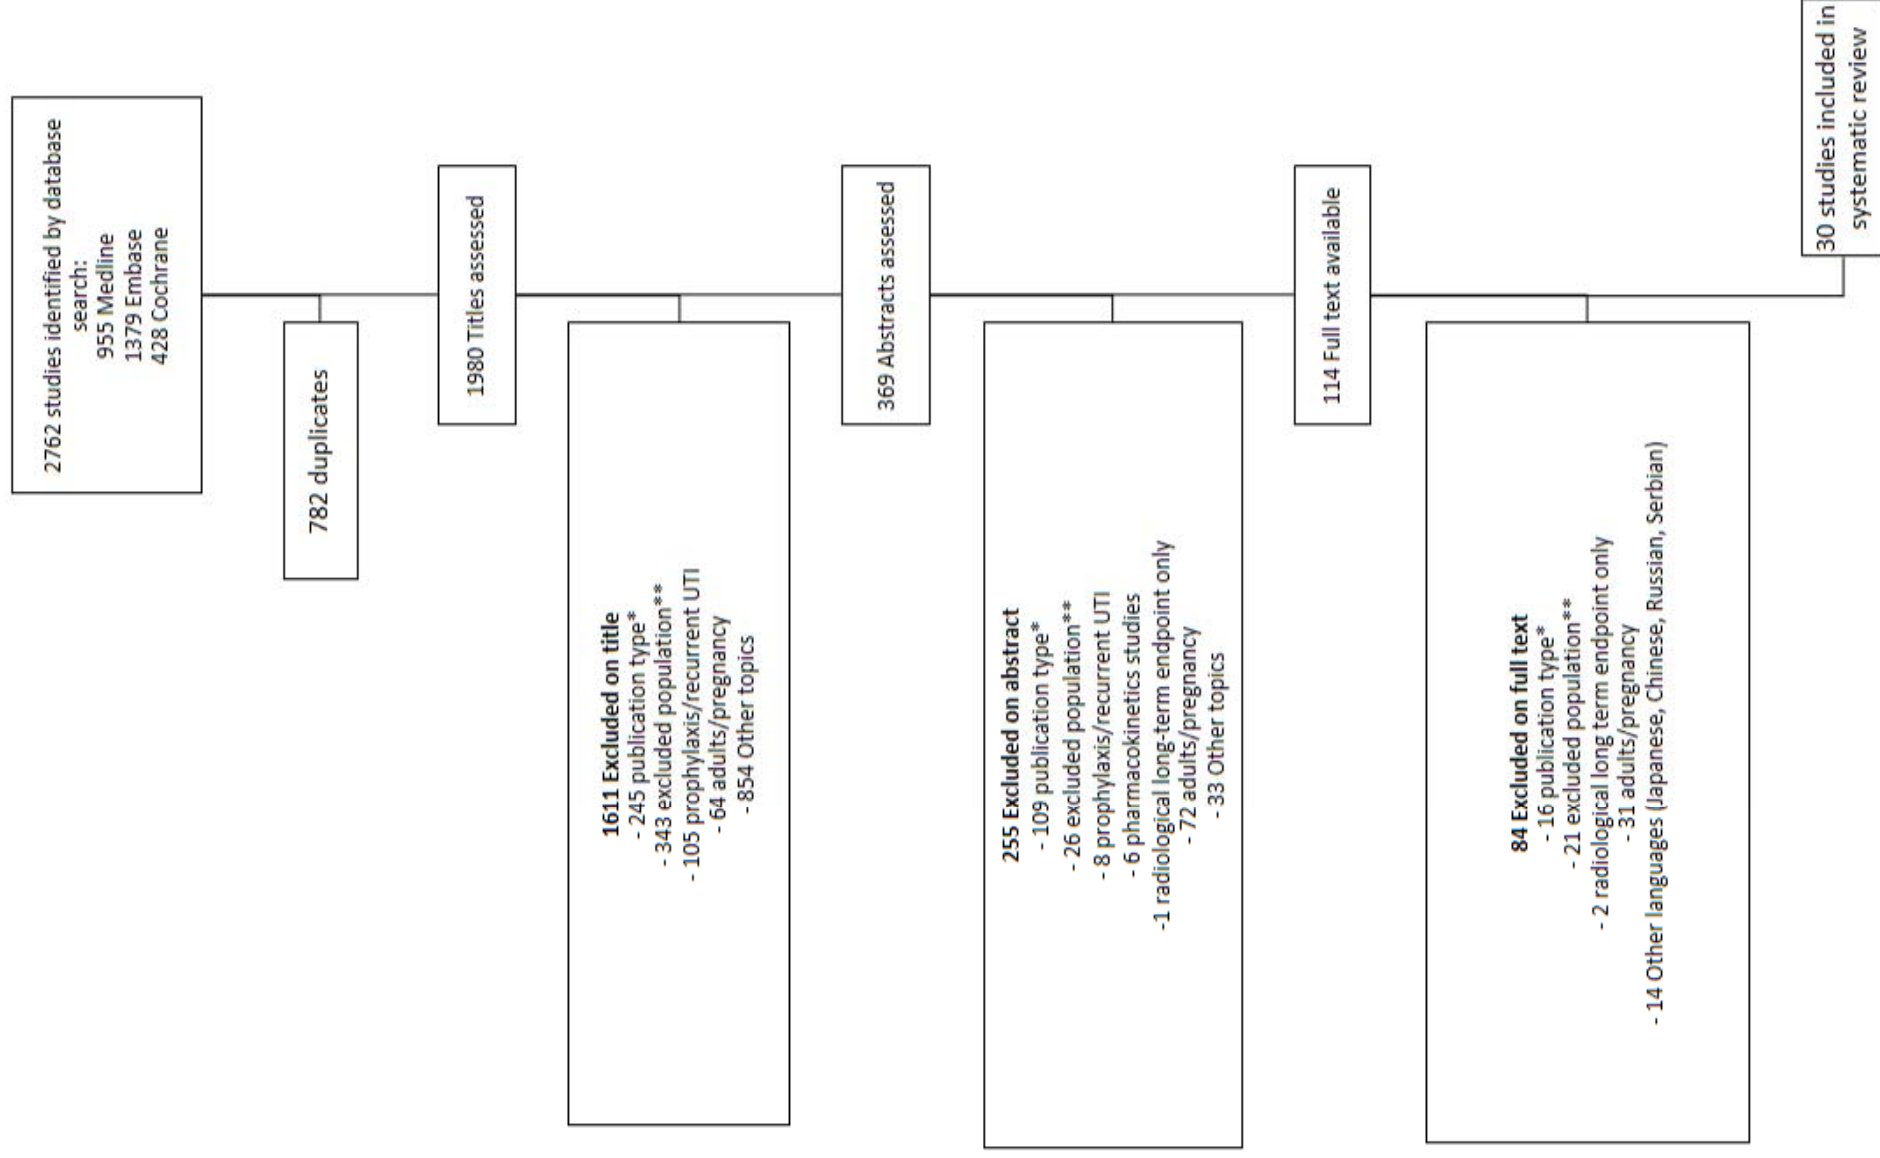 2762 studies identified by database
search:
955 Medline
1379 Embase
428 Cochrane
782 duplicates
1980 Titles assessed
1611 Excluded on title
- 245 publication type*
- 343 excluded population**
- 105 prophylaxis/recurrent UTI
- 64 adults/pregnancy
- 854 Other topics
369 Abstracts assessed
255 Excluded on abstract
- 109 publication type*
- 26 excluded population**
- 8 prophylaxis/recurrent UTI
- 6 pharmacokinetics studies
-1 radiological long-term endpoint only
- 72 adults/pregnancy
- 33 Other topics
114 Full text available
84 Excluded on full text
- 16 publication type*
- 21 excluded population**
- 2 radiological long term endpoint only
- 31 adults/pregnancy
- 14 Other languages (Japanese, Chinese, Russian, Serbian)
30 studies included in
systematic review